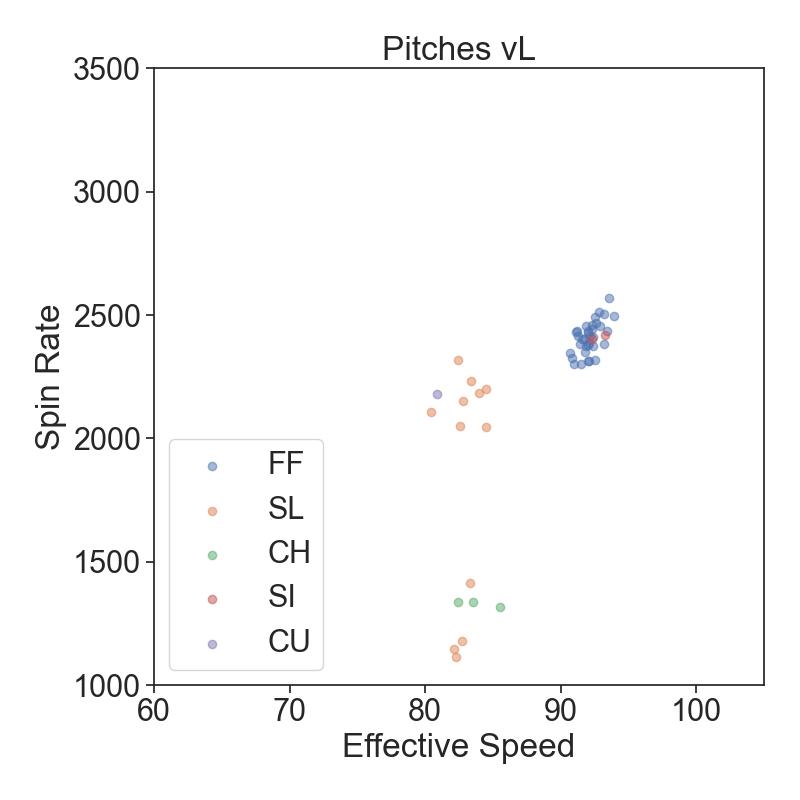 Pitches vL
3500
3000
2500
2000
1500
1000
Spin Rate
FF
SL
CH
SI
CU
60 70 80 90 100
Effective Speed